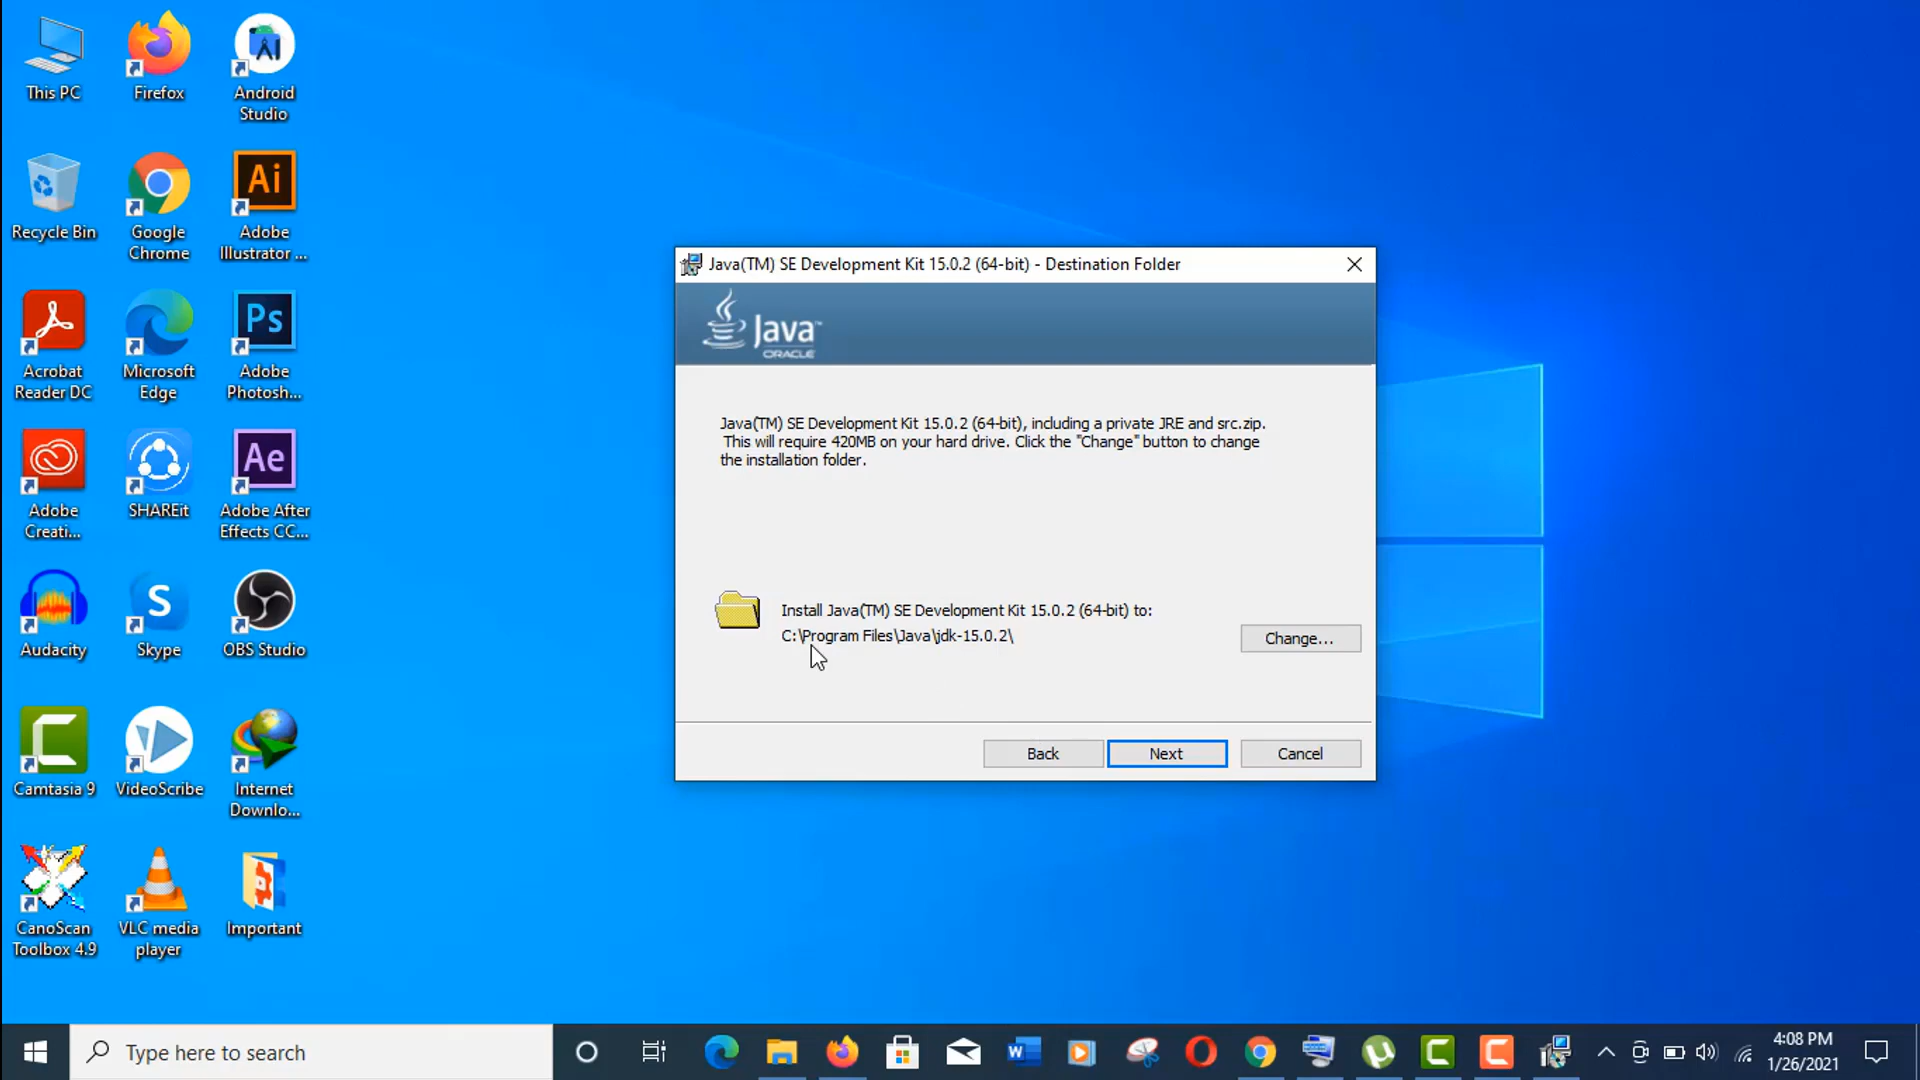 This PC
Firefox
Android
Studio
Recycle Bin
Google
Chrome
Ai
Adobe
Illustrator ...
Acrobat
Reader DC
Microsoft
Edge
Ps
Adobe
Photosh...
Adobe
Creati...
SHAREit
Ae
Adobe After
Effects CC...
Audacity
S
Skype
OBS Studio
C
Camtasia 9
VideoScribe
Internet
Downlo...
CanoScan
Toolbox 4.9
VLC media
player
Important
Java(TM) SE Development Kit 15.0.2 (64-bit) - Destination Folder
Java™
ORACLE
Java(TM) SE Development Kit 15.0.2 (64-bit), including a private JRE and src.zip.
This will require 420MB on your hard drive. Click the "Change" button to change
the installation folder.
Install Java(TM) SE Development Kit 15.0.2 (64-bit) to:
C:\Program Files\Java\jdk-15.0.2\
Change...
Back
Next
Cancel
Type here to search
4:08 PM
1/26/2021